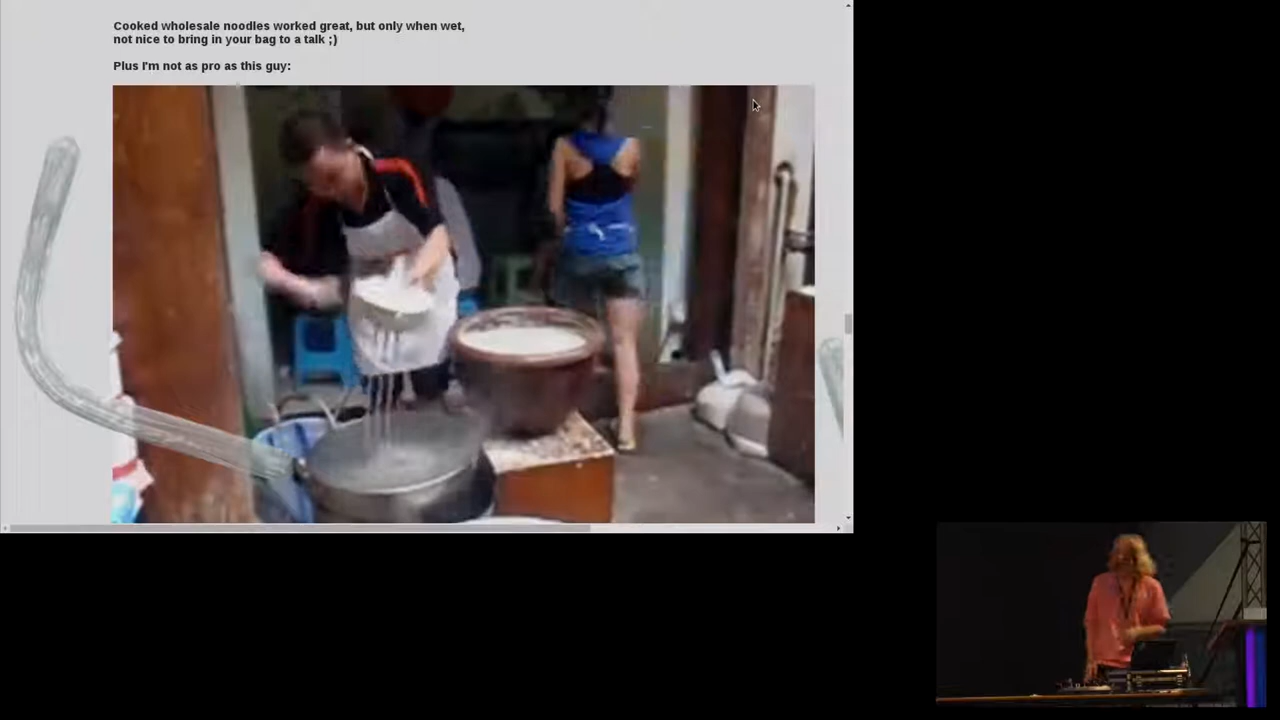 Cooked wholesale noodles worked great, but only when wet,
not nice to bring in your bag to a talk ;)
Plus I'm not as pro as this guy: